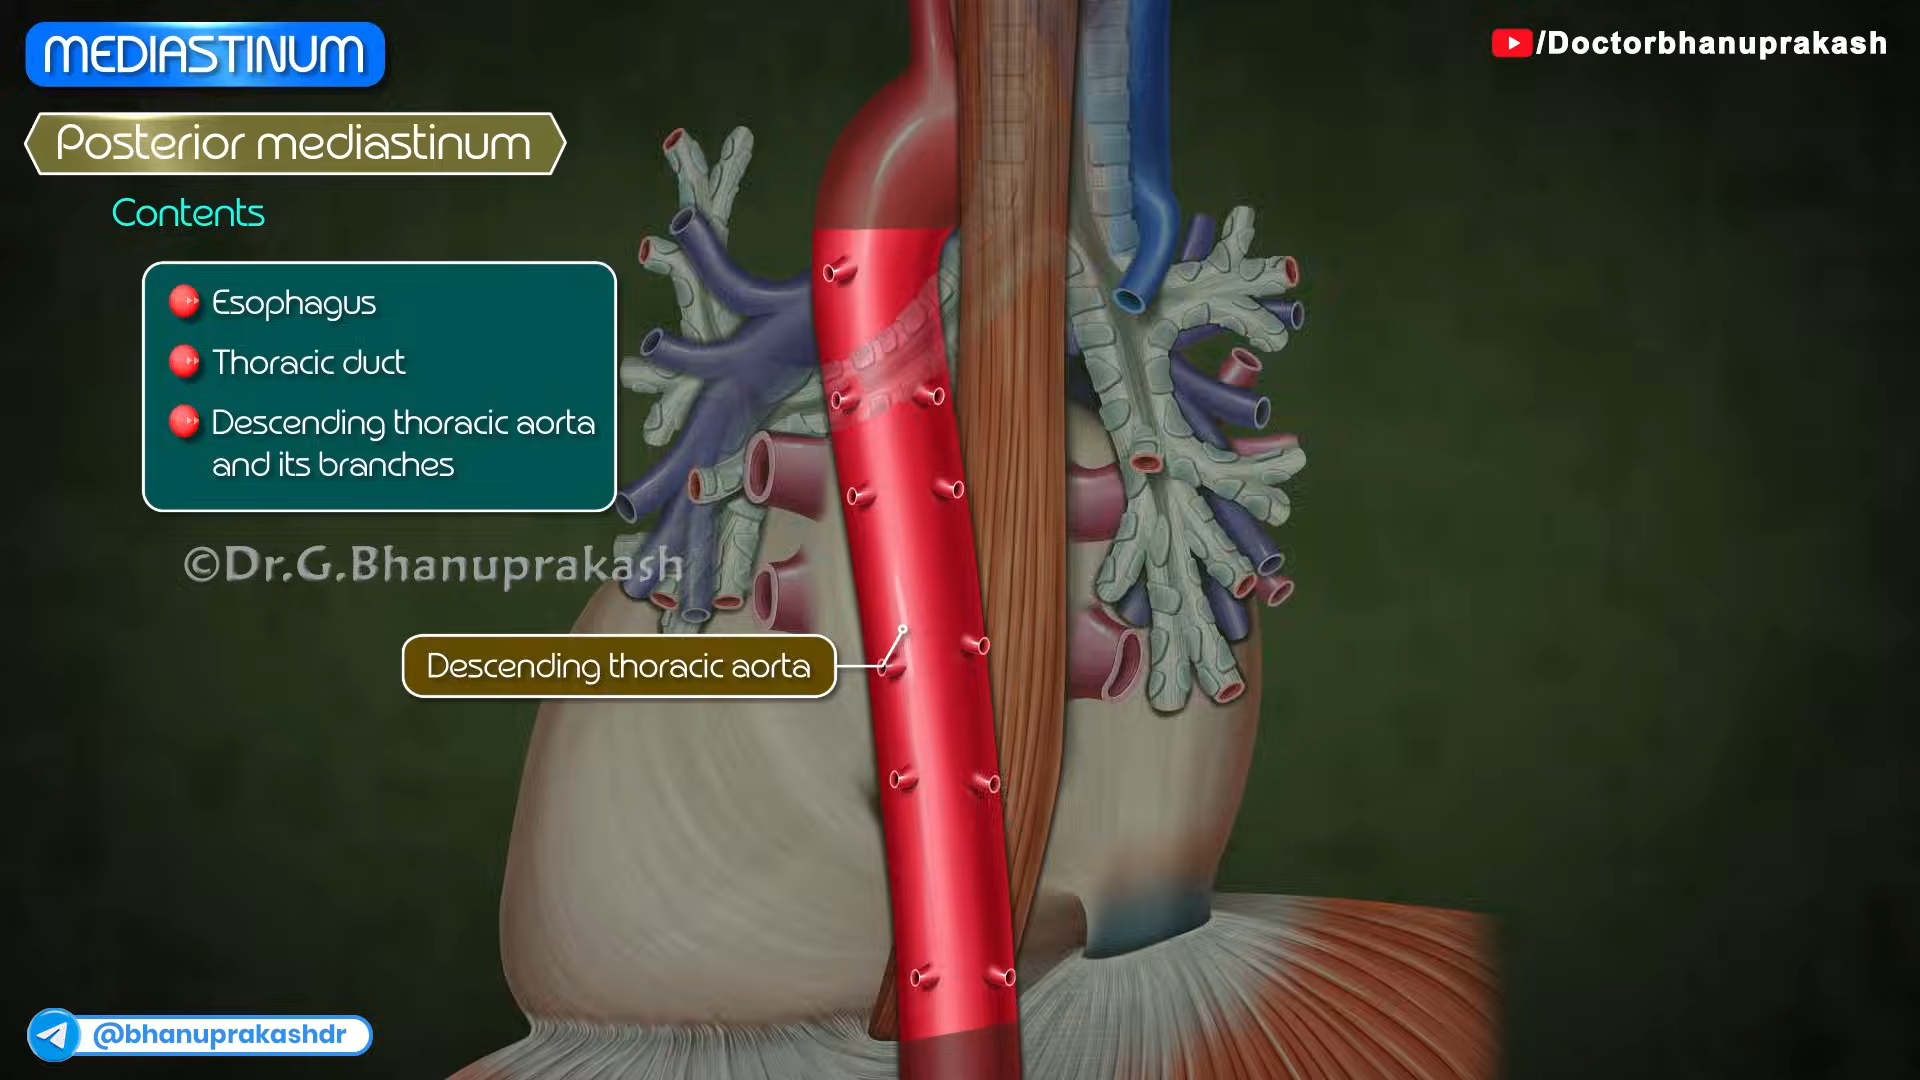 MEDIASTINUM
/Doctorbhanuprakash
Posterior mediastinum
Contents
Esophagus
Thoracic duct
Descending thoracic aorta
and its branches
©Dr.G.Bhanuprakash
Descending thoracic aorta
@bhanuprakashdr